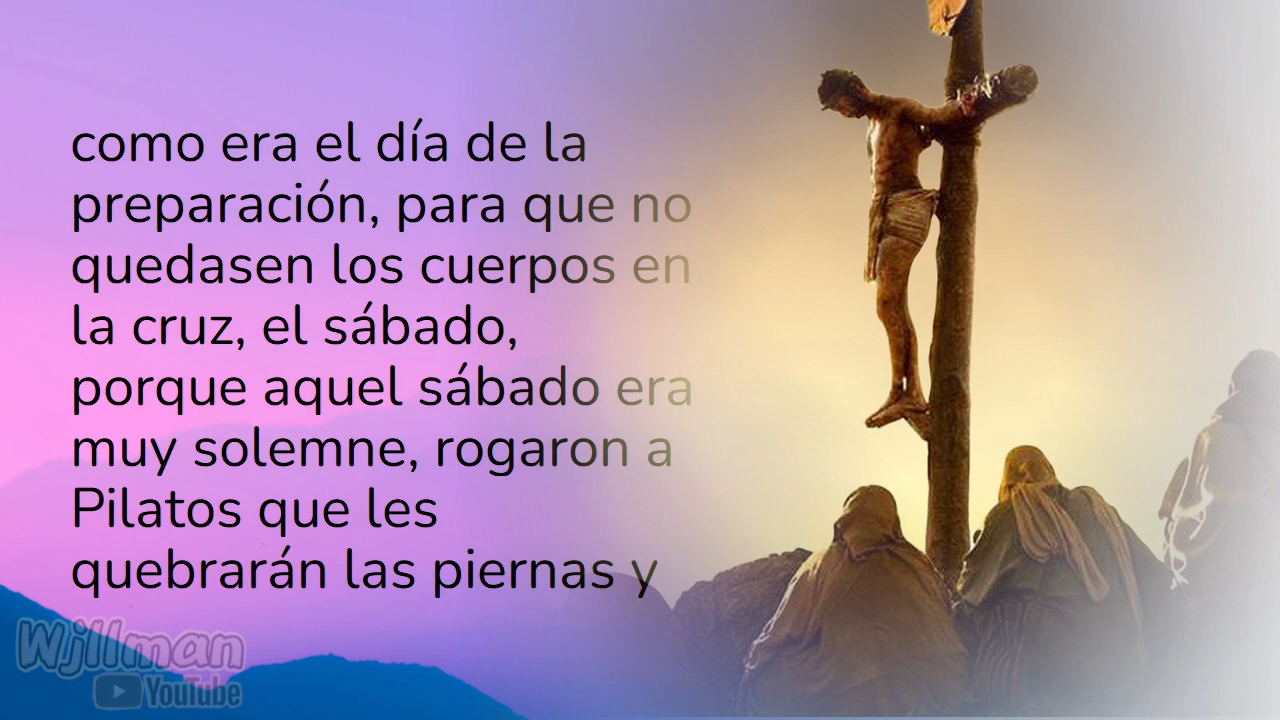 como era el día de la
preparación, para que no
quedasen los cuerpos en
la cruz, el sábado,
porque aquel sábado era
muy solemne, rogaron a
Pilatos que les
quebrarán las piernas y
Wjllman
YouTube